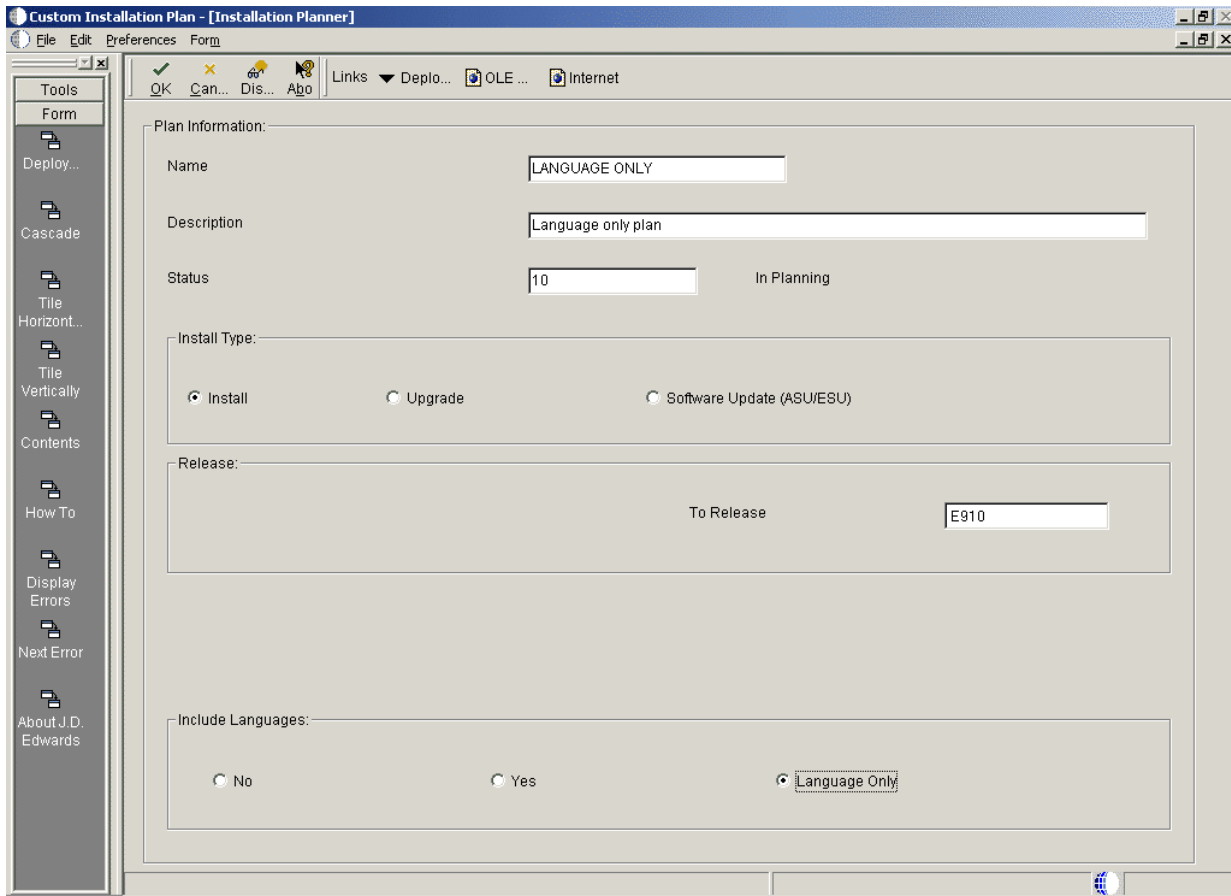 Custom Installation Plan - [Installation Planner]
File Edit Preferences Form
Tools
Form
Deploy...
Cascade
Tile
Horizont...
Tile
Vertically
Contents
How To
Display
Errors
Next Error
About J.D.
Edwards
OK Can... Dis... Abo Links Deplo... OLE ... Internet
Plan Information:
Name LANGUAGE ONLY
Description Language only plan
Status 10 In Planning
Install Type:
Install Upgrade Software Update (ASU/ESU)
Release:
To Release E910
Include Languages:
No Yes Language Only